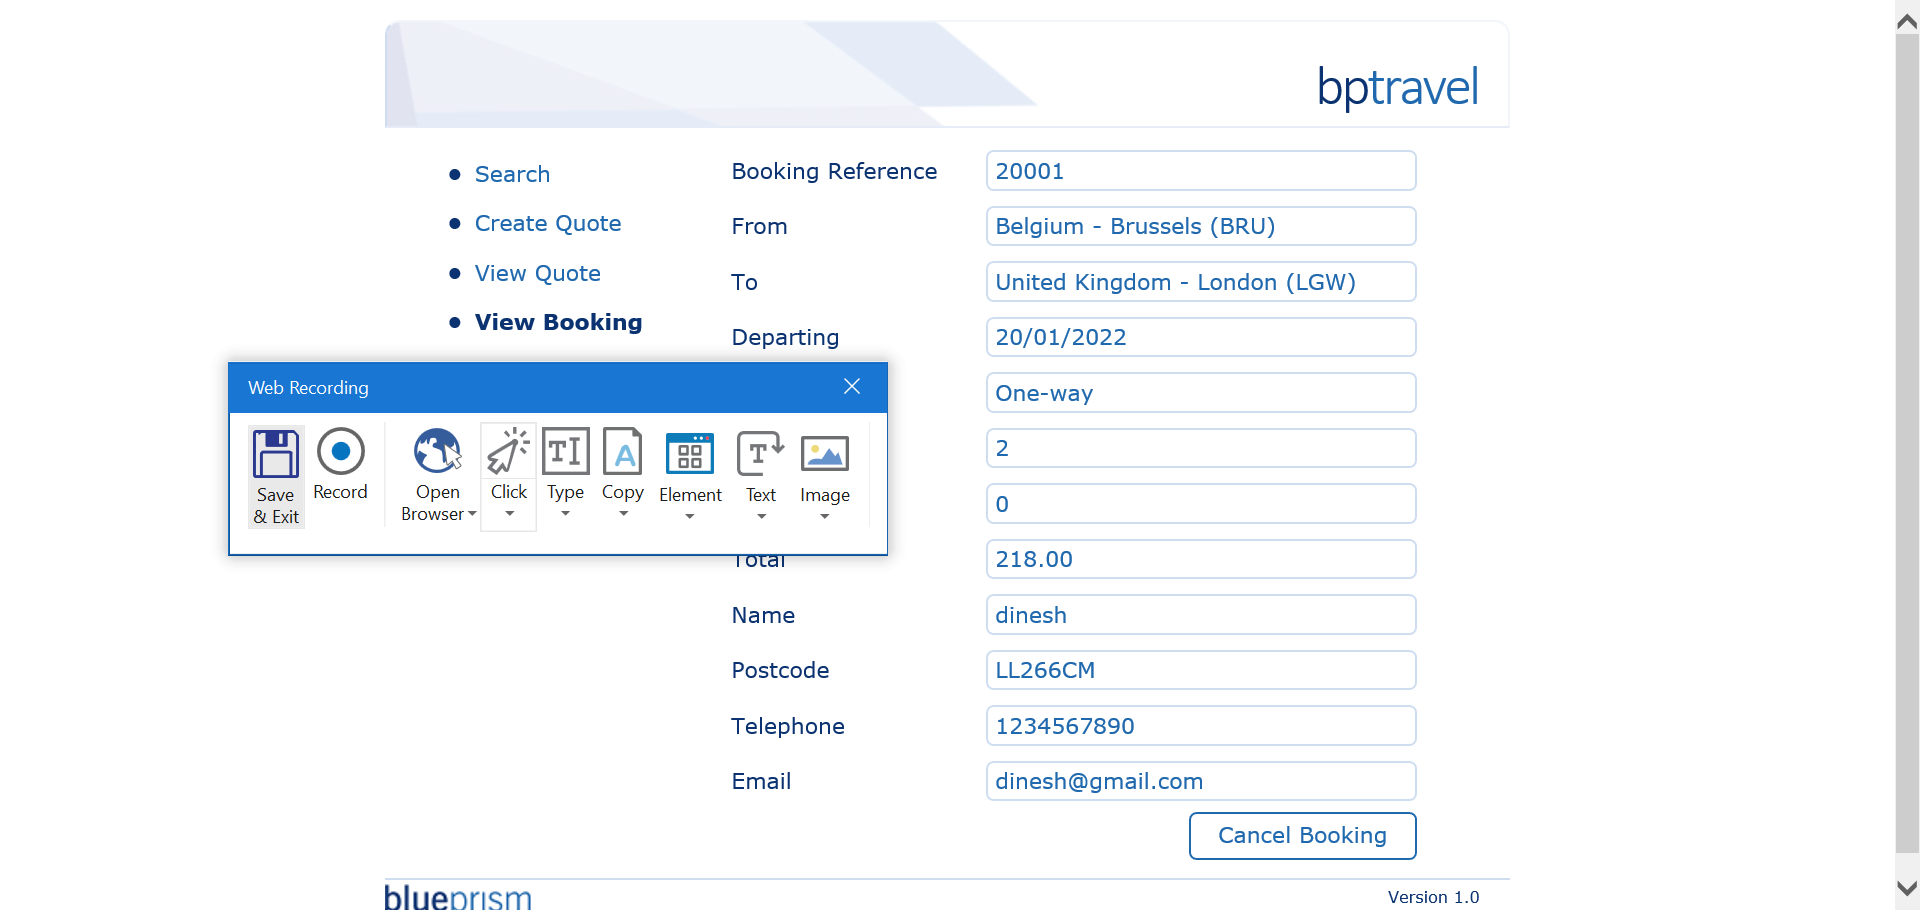 bptravel
Search
Create Quote
View Quote
View Booking
Booking Reference 20001
From Belgium - Brussels (BRU)
To United Kingdom - London (LGW)
Departing 20/01/2022
One-way
2
0
Total 218.00
Name dinesh
Postcode LL266CM
Telephone 1234567890
Email dinesh@gmail.com
Cancel Booking
Web Recording
Save & Exit
Record
Open Browser
Click
Type
Copy
Element
Text
Image
blueprism
Version 1.0